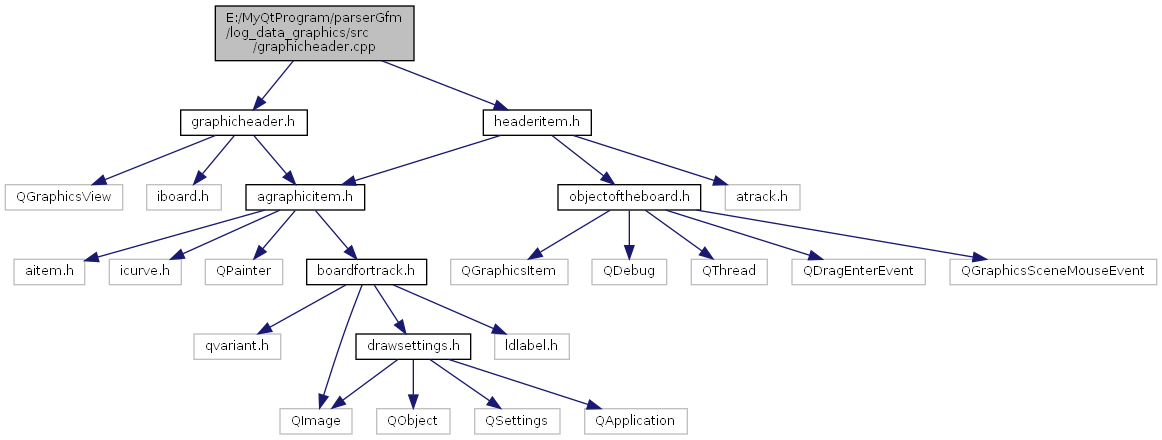 E:/MyQtProgram/parserGfm
/log_data_graphics/src
/graphicheader.cpp
graphicheader.h
headeritem.h
QGraphicsView
iboard.h
agraphicitem.h
objectoftheboard.h
atrack.h
aitem.h
icurve.h
QPainter
boardfortrack.h
QGraphicsItem
QDebug
QThread
QDragEnterEvent
QGraphicsSceneMouseEvent
qvariant.h
drawsettings.h
ldlabel.h
QImage
QObject
QSettings
QApplication